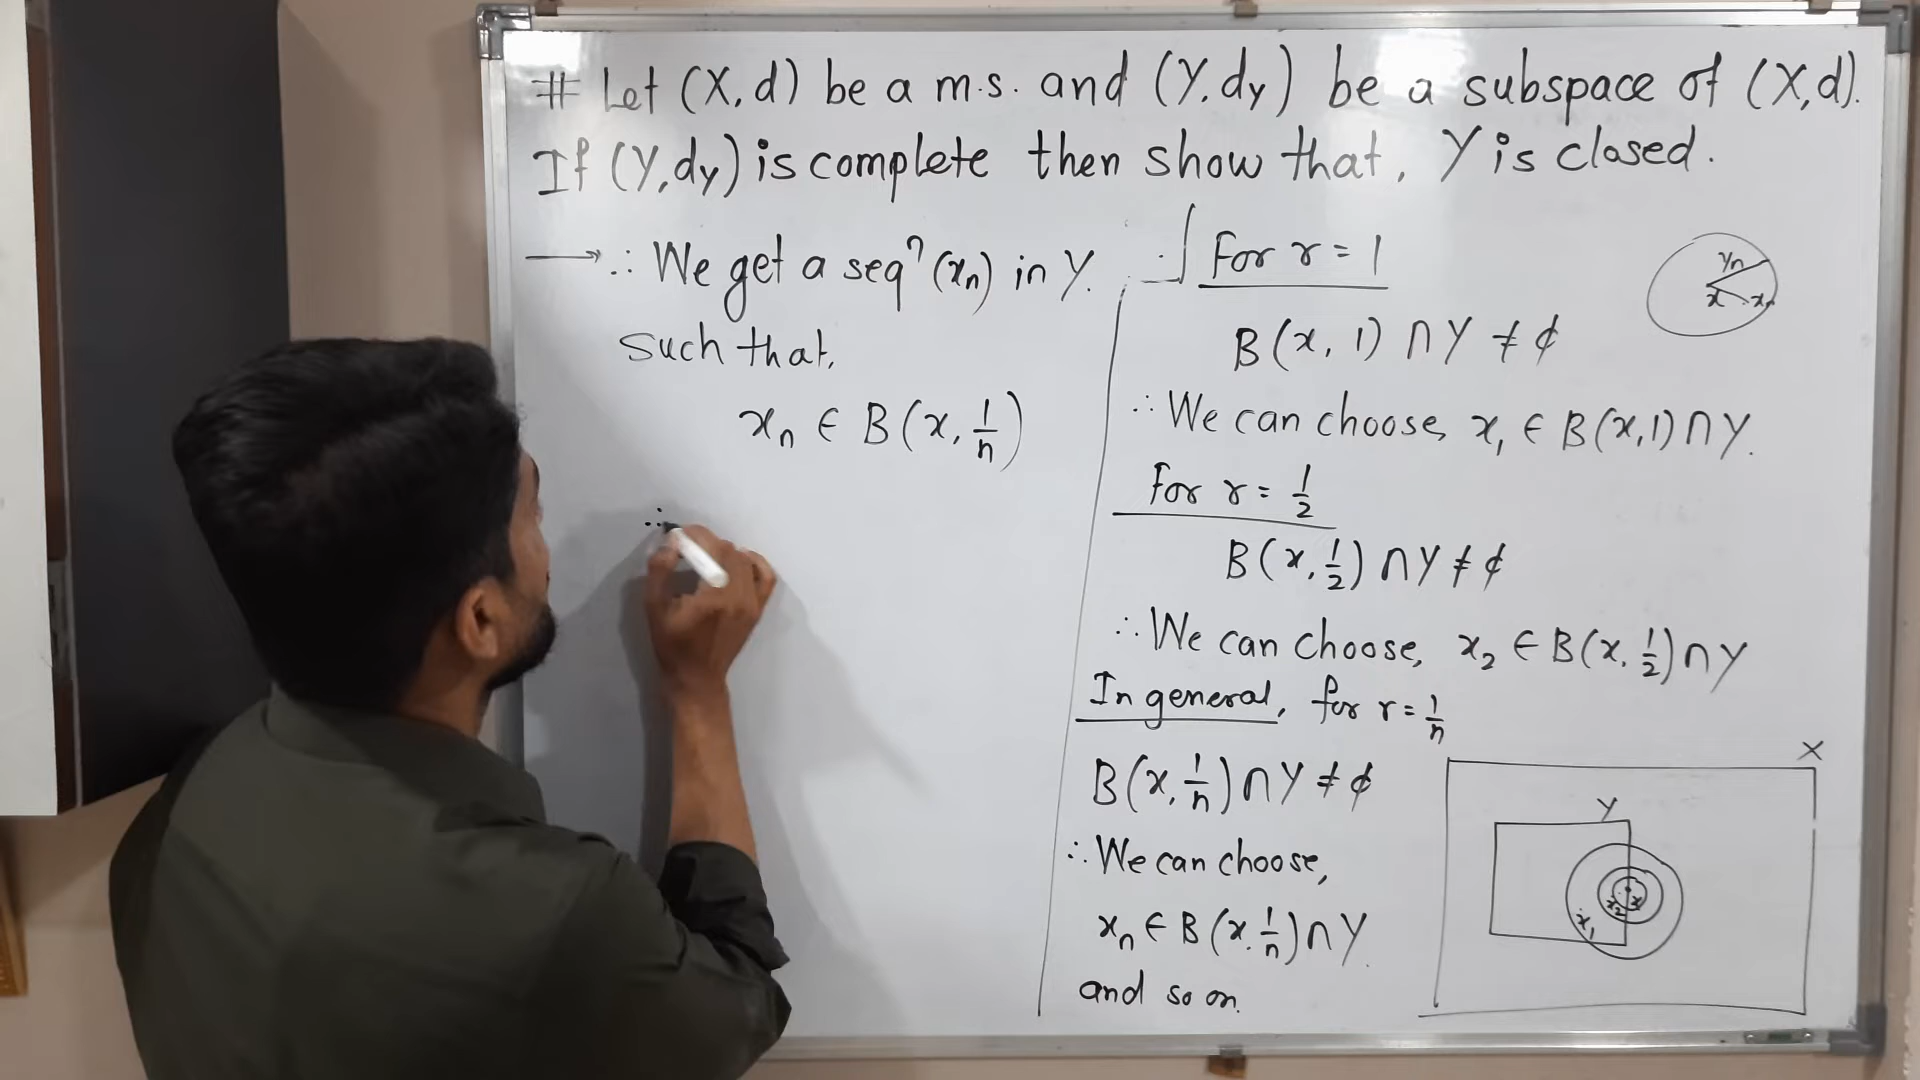 # Let (X, d) be a m.s. and (Y, dy) be a subspace of (X, d).
If (Y, dy) is complete then show that, Y is closed.
→ ∴ We get a seqⁿ (xₙ) in Y.
such that,
xₙ ∈ B(x, 1/n)
∴
For r = 1
B(x, 1) ∩ Y ≠ ϕ
∴ We can choose, x₁ ∈ B(x, 1) ∩ Y.
For r = 1/2
B(x, 1/2) ∩ Y ≠ ϕ
∴ We can choose, x₂ ∈ B(x, 1/2) ∩ Y
In general, for r = 1/n
B(x, 1/n) ∩ Y ≠ ϕ
∴ We can choose,
xₙ ∈ B(x, 1/n) ∩ Y.
and so on.
x
X
Y
x₁
x₂
x